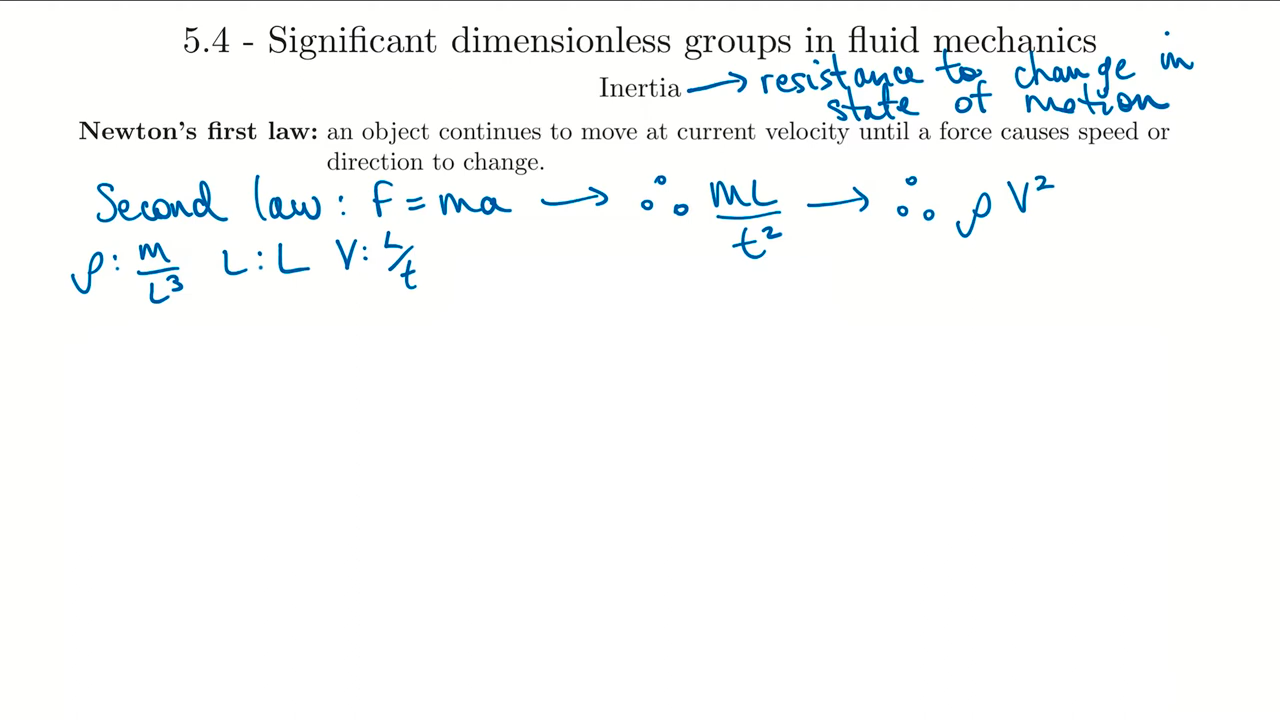 5.4 - Significant dimensionless groups in fluid mechanics
Inertia → resistance to change in
state of motion
Newton's first law: an object continues to move at current velocity until a force causes speed or
direction to change.
Second law: F = ma → ∴ mL/t² → ∴ ρ V²
ρ: m/L³ L: L V: L/t